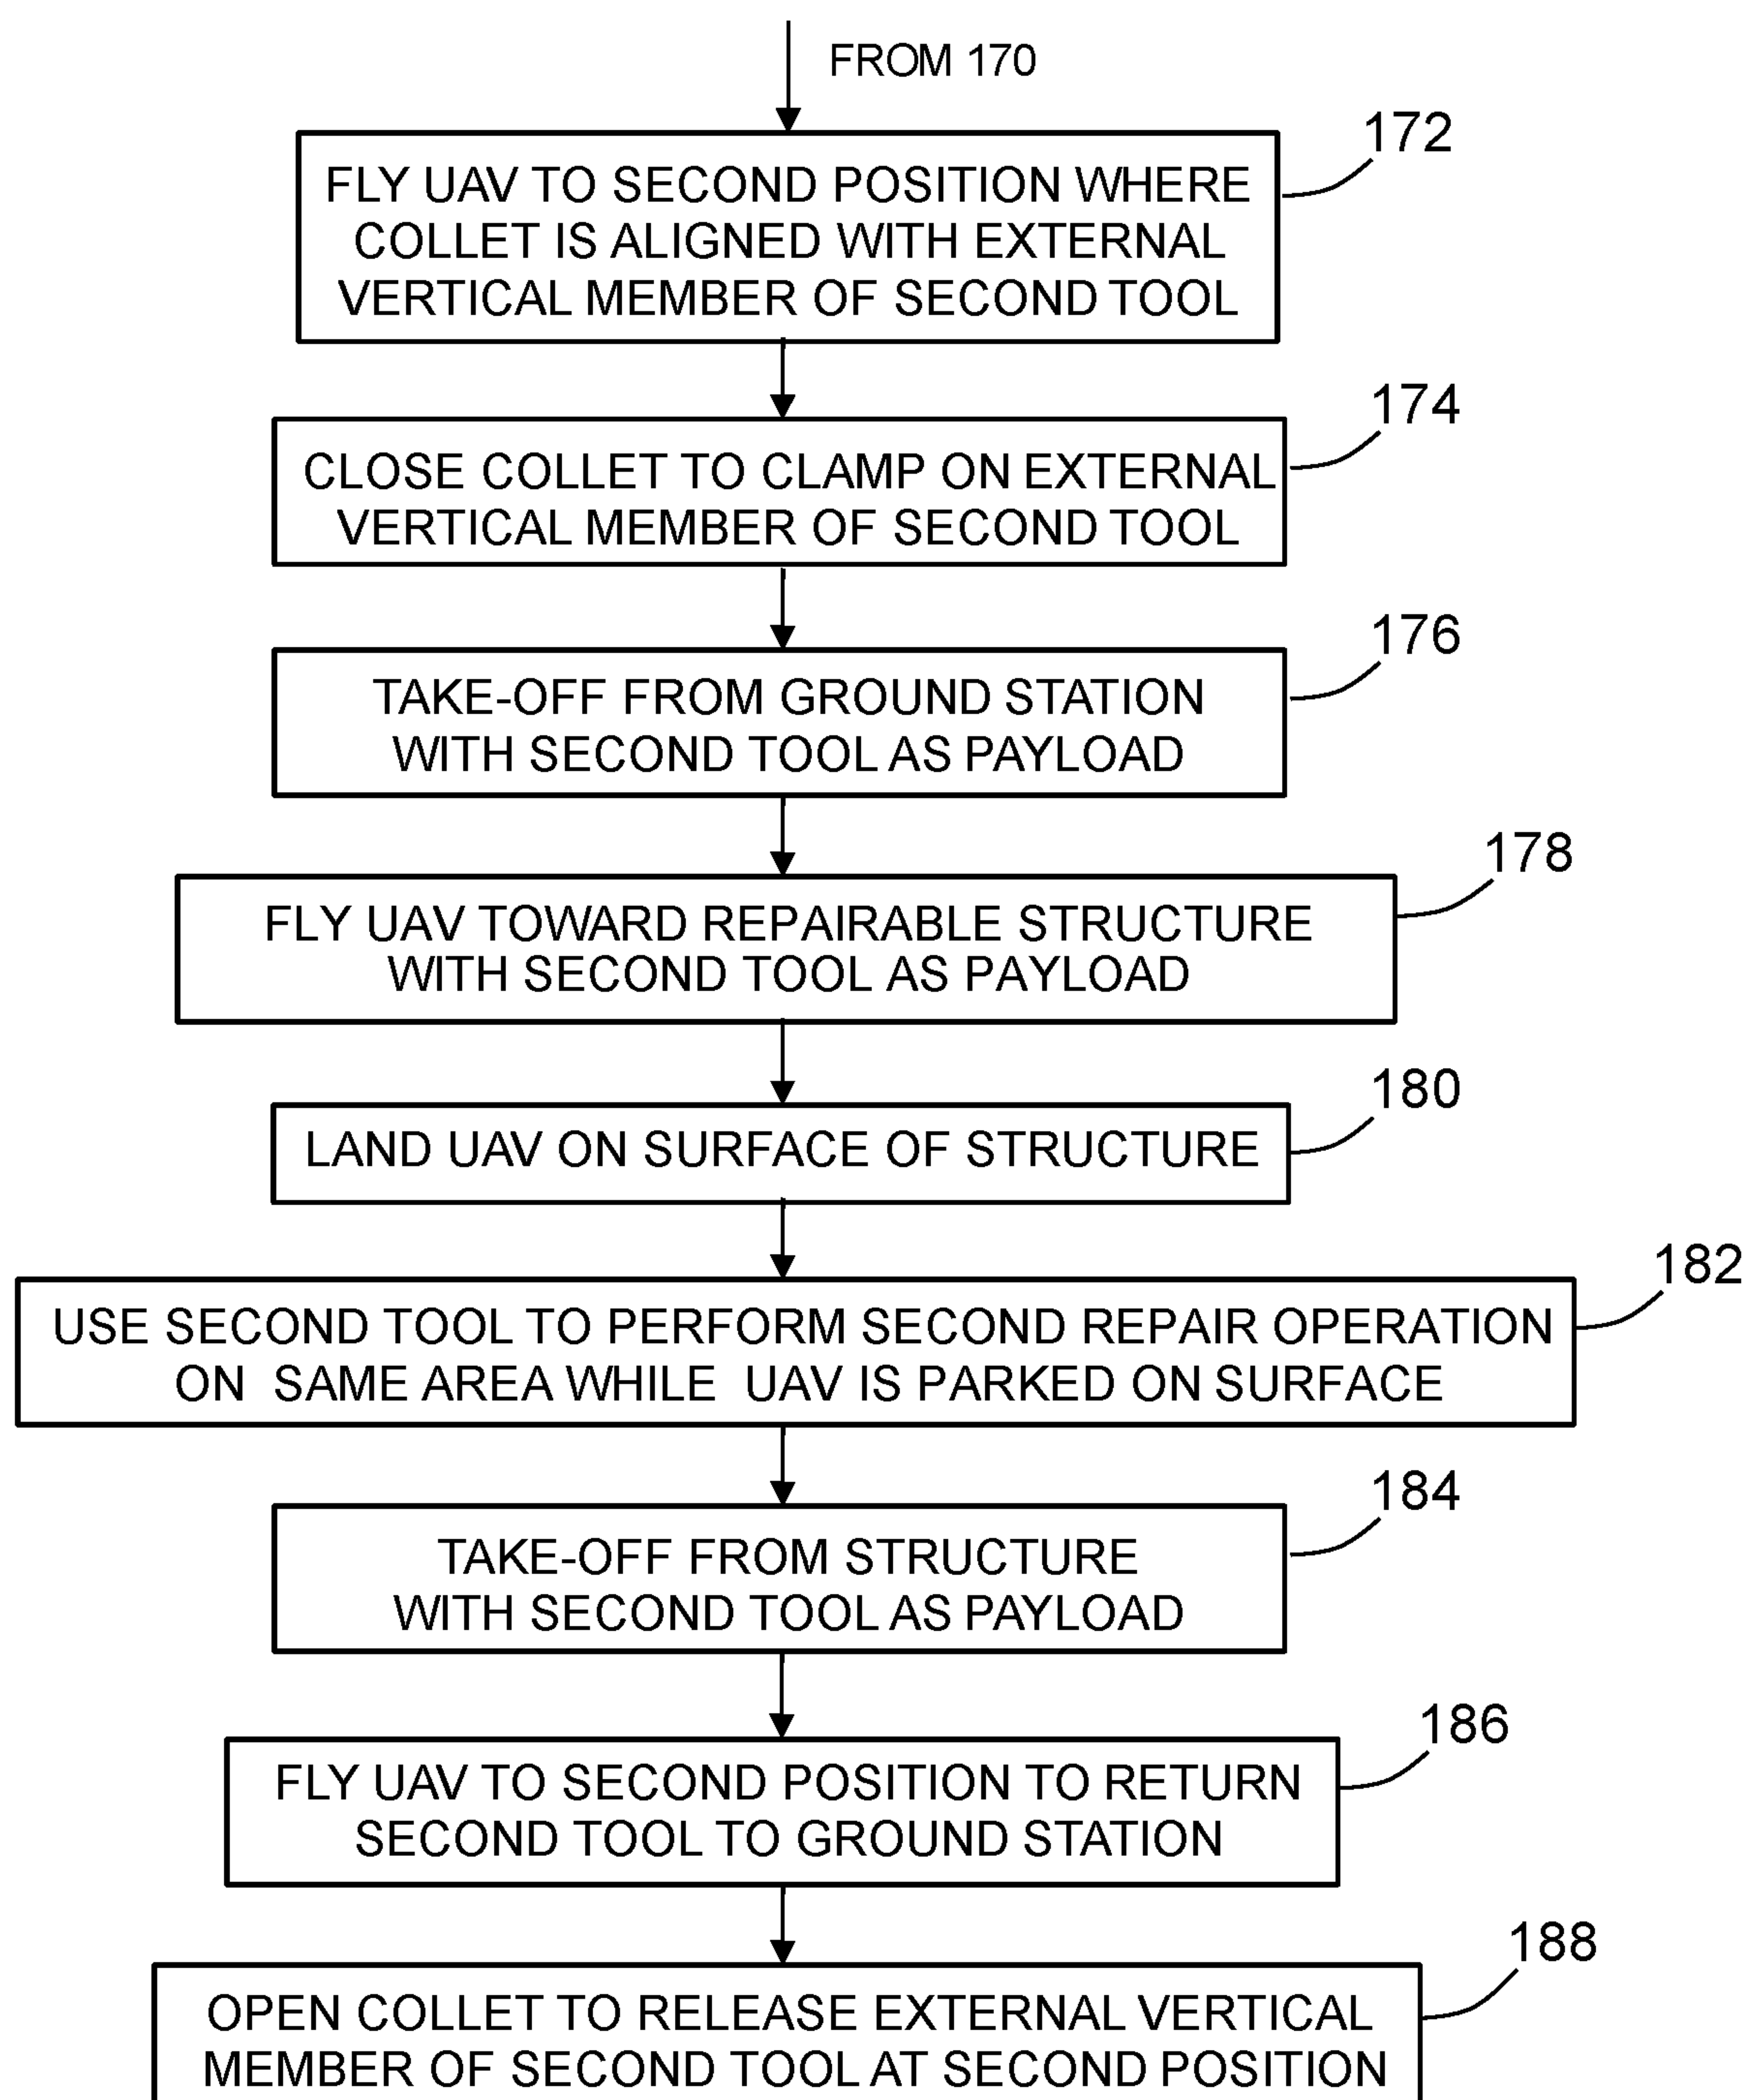 FROM 170
172
FLY UAV TO SECOND POSITION WHERE
COLLET IS ALIGNED WITH EXTERNAL
VERTICAL MEMBER OF SECOND TOOL
174
CLOSE COLLET TO CLAMP ON EXTERNAL
VERTICAL MEMBER OF SECOND TOOL
176
TAKE-OFF FROM GROUND STATION
WITH SECOND TOOL AS PAYLOAD
178
FLY UAV TOWARD REPAIRABLE STRUCTURE
WITH SECOND TOOL AS PAYLOAD
180
LAND UAV ON SURFACE OF STRUCTURE
182
USE SECOND TOOL TO PERFORM SECOND REPAIR OPERATION
ON SAME AREA WHILE UAV IS PARKED ON SURFACE
184
TAKE-OFF FROM STRUCTURE
WITH SECOND TOOL AS PAYLOAD
186
FLY UAV TO SECOND POSITION TO RETURN
SECOND TOOL TO GROUND STATION
188
OPEN COLLET TO RELEASE EXTERNAL VERTICAL
MEMBER OF SECOND TOOL AT SECOND POSITION